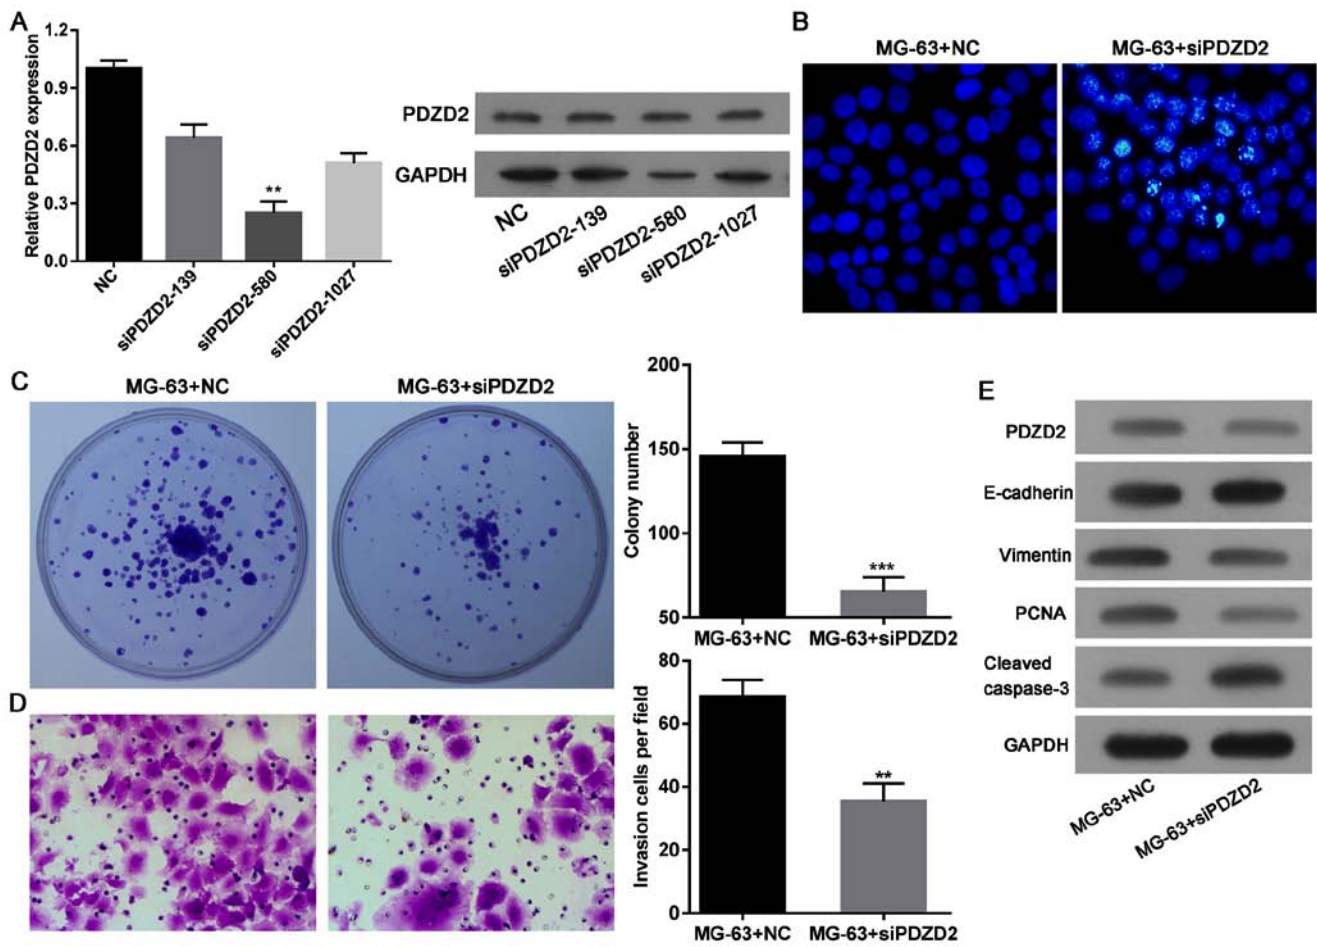 A
Relative PDZD2 expression
1.2
0.9
0.6
0.3
0.0
**
NC
siPDZD2-139
siPDZD2-580
siPDZD2-1027
PDZD2
GAPDH
NC
siPDZD2-139
siPDZD2-580
siPDZD2-1027
B
MG-63+NC
MG-63+siPDZD2
C
MG-63+NC
MG-63+siPDZD2
Colony number
200
150
100
50
***
MG-63+NC
MG-63+siPDZD2
D
Invasion cells per field
80
60
40
20
0
**
MG-63+NC
MG-63+siPDZD2
E
PDZD2
E-cadherin
Vimentin
PCNA
Cleaved
caspase-3
GAPDH
MG-63+NC
MG-63+siPDZD2